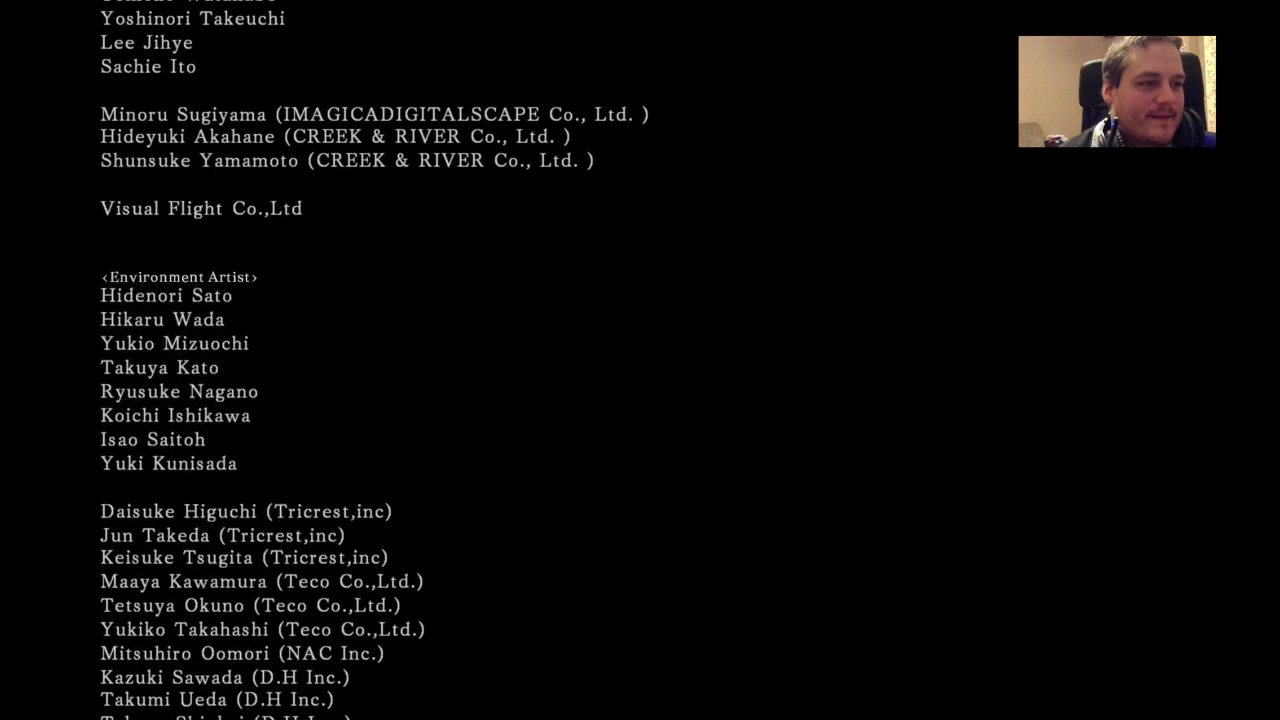 Yoshinori Takeuchi
Lee Jihye
Sachie Ito
Minoru Sugiyama (IMAGICADIGITALSCAPE Co., Ltd. )
Hideyuki Akahane (CREEK & RIVER Co., Ltd. )
Shunsuke Yamamoto (CREEK & RIVER Co., Ltd. )
Visual Flight Co.,Ltd
<Environment Artist>
Hidenori Sato
Hikaru Wada
Yukio Mizuochi
Takuya Kato
Ryusuke Nagano
Koichi Ishikawa
Isao Saitoh
Yuki Kunisada
Daisuke Higuchi (Tricrest,inc)
Jun Takeda (Tricrest,inc)
Keisuke Tsugita (Tricrest,inc)
Maaya Kawamura (Teco Co.,Ltd.)
Tetsuya Okuno (Teco Co.,Ltd.)
Yukiko Takahashi (Teco Co.,Ltd.)
Mitsuhiro Oomori (NAC Inc.)
Kazuki Sawada (D.H Inc.)
Takumi Ueda (D.H Inc.)